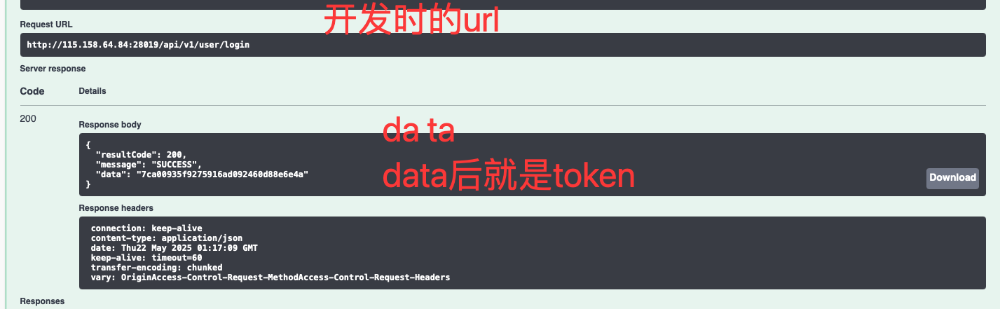 开发时的url
Request URL
http://115.158.64.84:28019/api/v1/user/login
Server response
Code Details
200
Response body
da ta
{
"resultCode": 200,
"message": "SUCCESS",
"data": "7ca00935f9275916ad092460d88e6e4a"
}
data后就是token
Download
Response headers
connection: keep-alive
content-type: application/json
date: Thu22 May 2025 01:17:09 GMT
keep-alive: timeout=60
transfer-encoding: chunked
vary: OriginAccess-Control-Request-MethodAccess-Control-Request-Headers
Responses